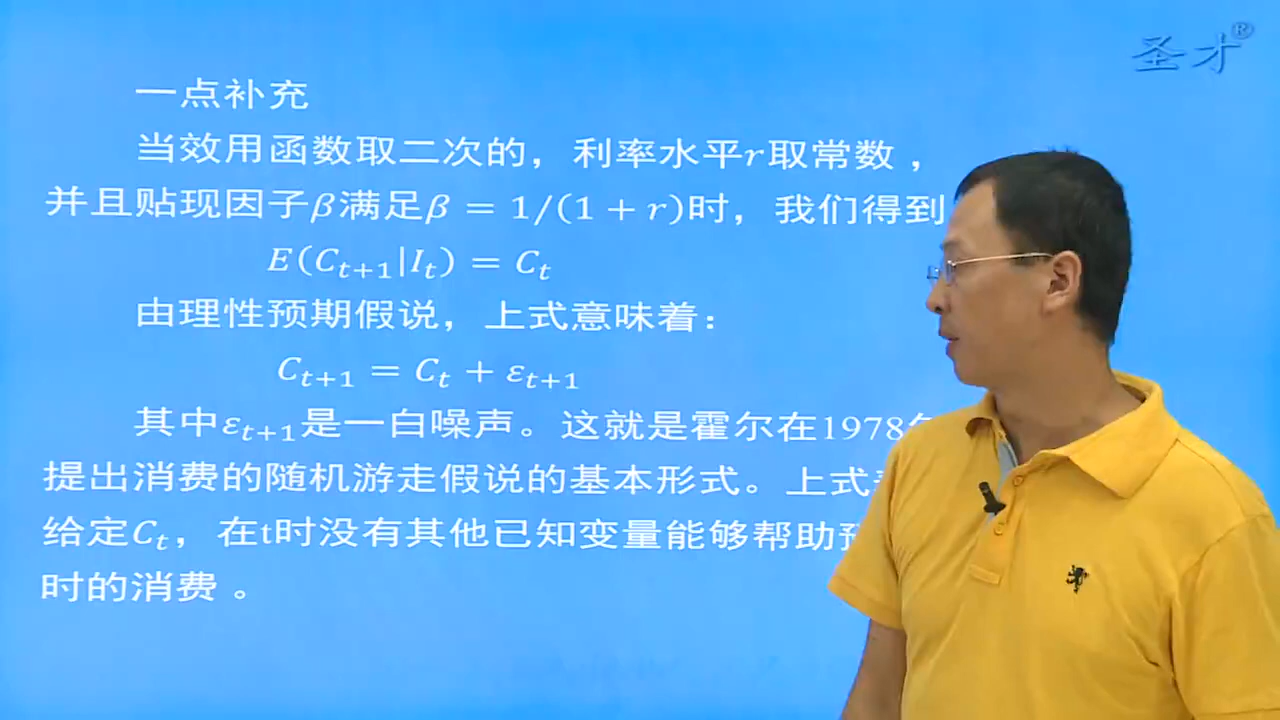 圣才®
一点补充
当效用函数取二次的，利率水平r取常数，
并且贴现因子β满足β = 1/(1 + r)时，我们得到
E(Cₜ₊₁|Iₜ) = Cₜ
由理性预期假说，上式意味着：
Cₜ₊₁ = Cₜ + εₜ₊₁
其中εₜ₊₁是一白噪声。这就是霍尔在1978
提出消费的随机游走假说的基本形式。上式
给定Cₜ，在t时没有其他已知变量能够帮助
时的消费 。